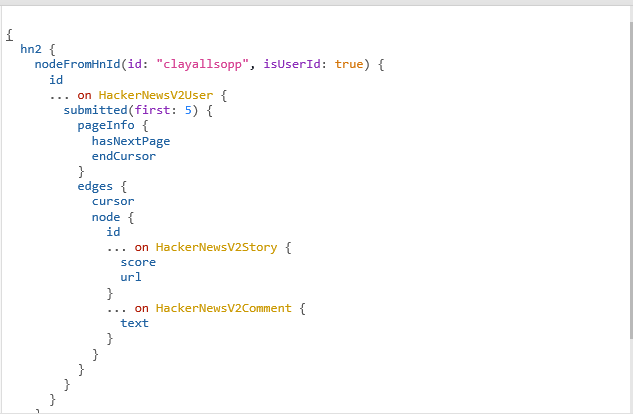 {
  hn2 {
    nodeFromHnId(id: "clayallsopp", isUserId: true) {
      id
      ... on HackerNewsV2User {
        submitted(first: 5) {
          pageInfo {
            hasNextPage
            endCursor
          }
          edges {
            cursor
            node {
              id
              ... on HackerNewsV2Story {
                score
                url
              }
              ... on HackerNewsV2Comment {
                text
              }
            }
          }
        }
      }
    }